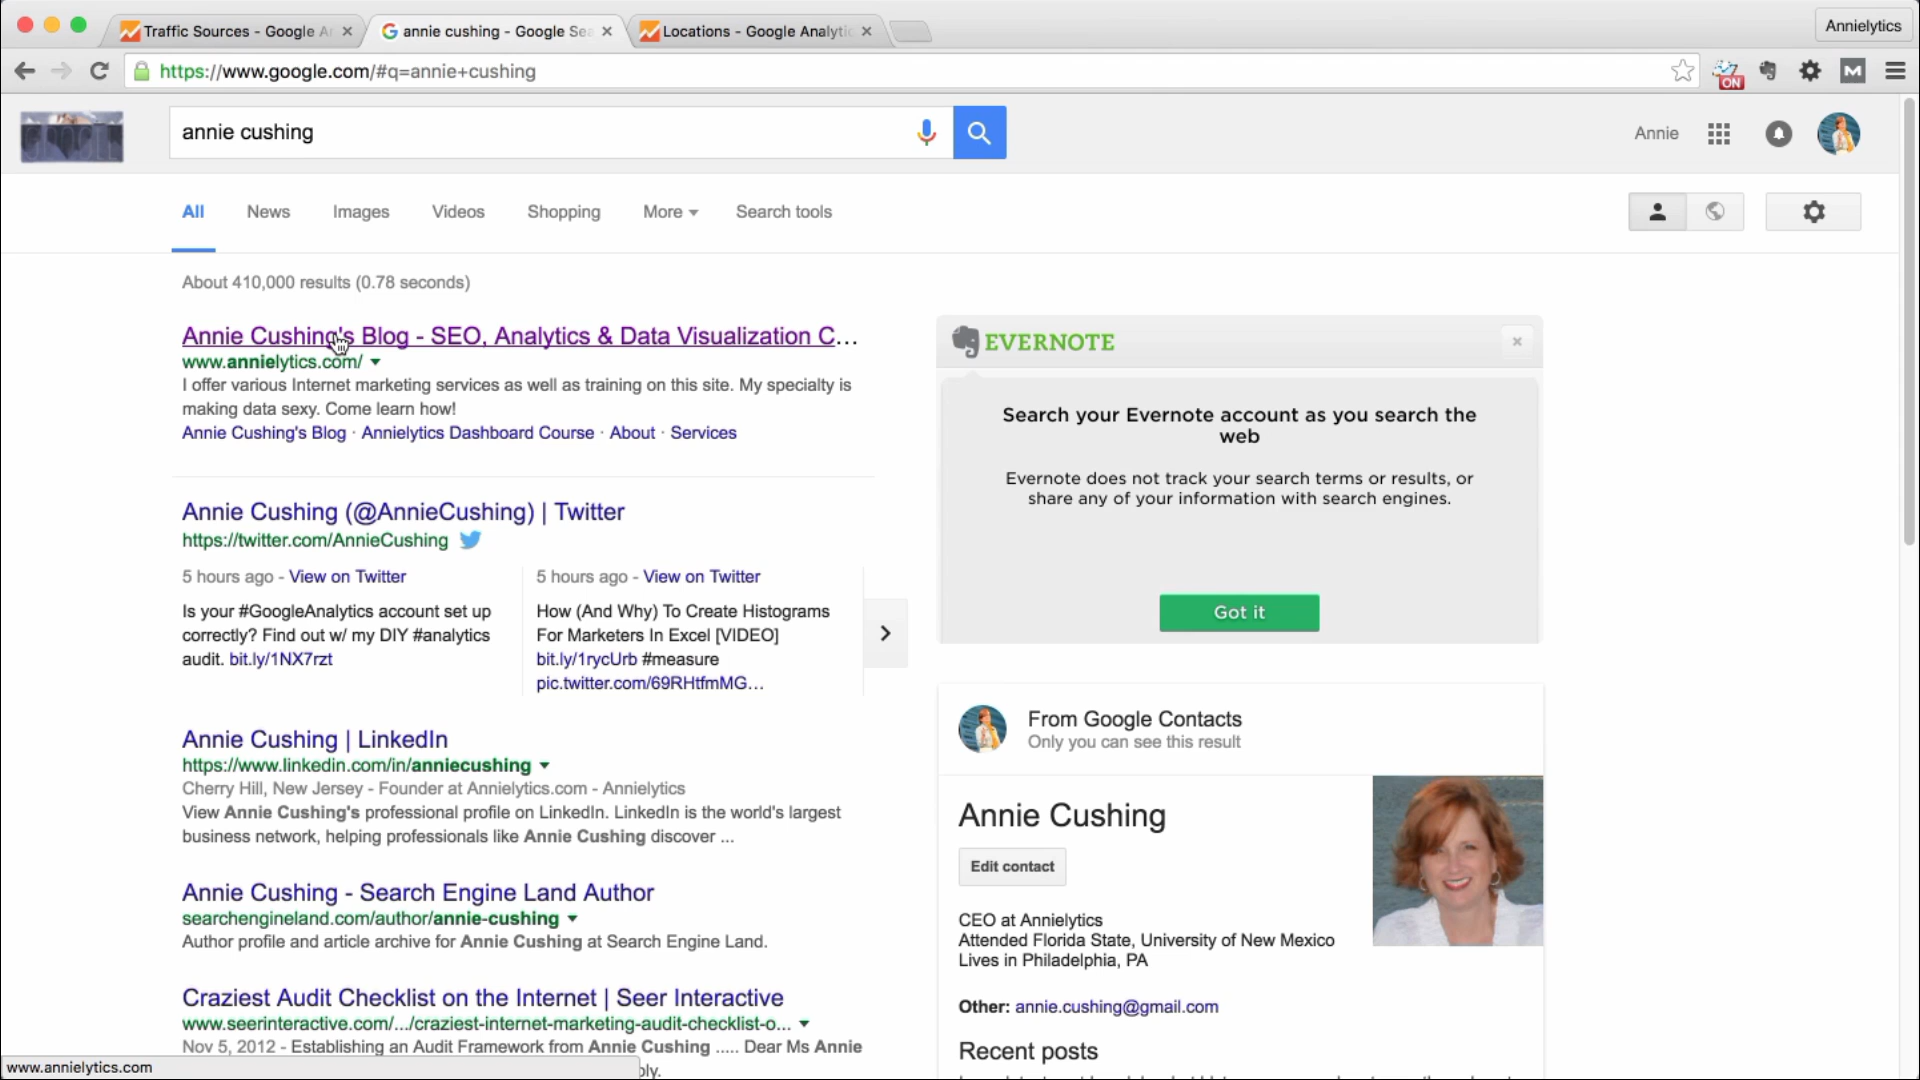 Traffic Sources - Google A
annie cushing - Google Sea
Locations - Google Analytic
Annielytics
https://www.google.com/#q=annie+cushing
ON
M
annie cushing
Annie
All
News
Images
Videos
Shopping
More
Search tools
About 410,000 results (0.78 seconds)
Annie Cushing's Blog - SEO, Analytics & Data Visualization C...
www.annielytics.com/
I offer various Internet marketing services as well as training on this site. My specialty is
making data sexy. Come learn how!
Annie Cushing's Blog · Annielytics Dashboard Course · About · Services
Annie Cushing (@AnnieCushing) | Twitter
https://twitter.com/AnnieCushing
5 hours ago - View on Twitter
Is your #GoogleAnalytics account set up
correctly? Find out w/ my DIY #analytics
audit. bit.ly/1NX7rzt
5 hours ago - View on Twitter
How (And Why) To Create Histograms
For Marketers In Excel [VIDEO]
bit.ly/1rycUrb #measure
pic.twitter.com/69RHtfmMG...
Annie Cushing | LinkedIn
https://www.linkedin.com/in/anniecushing
Cherry Hill, New Jersey - Founder at Annielytics.com - Annielytics
View Annie Cushing's professional profile on LinkedIn. LinkedIn is the world's largest
business network, helping professionals like Annie Cushing discover ...
Annie Cushing - Search Engine Land Author
searchengineland.com/author/annie-cushing
Author profile and article archive for Annie Cushing at Search Engine Land.
Craziest Audit Checklist on the Internet | Seer Interactive
www.seerinteractive.com/.../craziest-internet-marketing-audit-checklist-o...
Nov 5, 2012 - Establishing an Audit Framework from Annie Cushing ..... Dear Ms Annie
www.annielytics.com
EVERNOTE
Search your Evernote account as you search the
web
Evernote does not track your search terms or results, or
share any of your information with search engines.
Got it
From Google Contacts
Only you can see this result
Annie Cushing
Edit contact
CEO at Annielytics
Attended Florida State, University of New Mexico
Lives in Philadelphia, PA
Other: annie.cushing@gmail.com
Recent posts